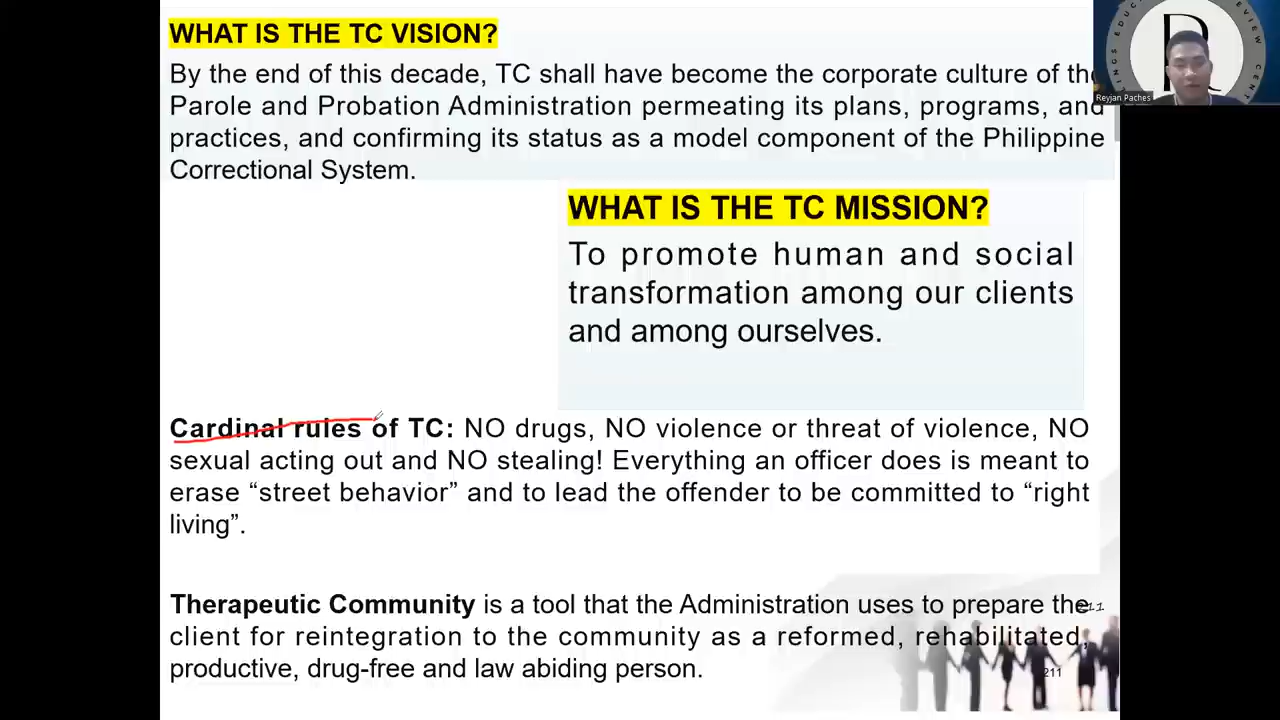 WHAT IS THE TC VISION?
By the end of this decade, TC shall have become the corporate culture of the
Parole and Probation Administration permeating its plans, programs, and
practices, and confirming its status as a model component of the Philippine
Correctional System.
WHAT IS THE TC MISSION?
To promote human and social
transformation among our clients
and among ourselves.
Cardinal rules of TC: NO drugs, NO violence or threat of violence, NO
sexual acting out and NO stealing! Everything an officer does is meant to
erase “street behavior” and to lead the offender to be committed to “right
living”.
Therapeutic Community is a tool that the Administration uses to prepare the
client for reintegration to the community as a reformed, rehabilitated,
productive, drug-free and law abiding person.
211
211
R
Reyjan Paches